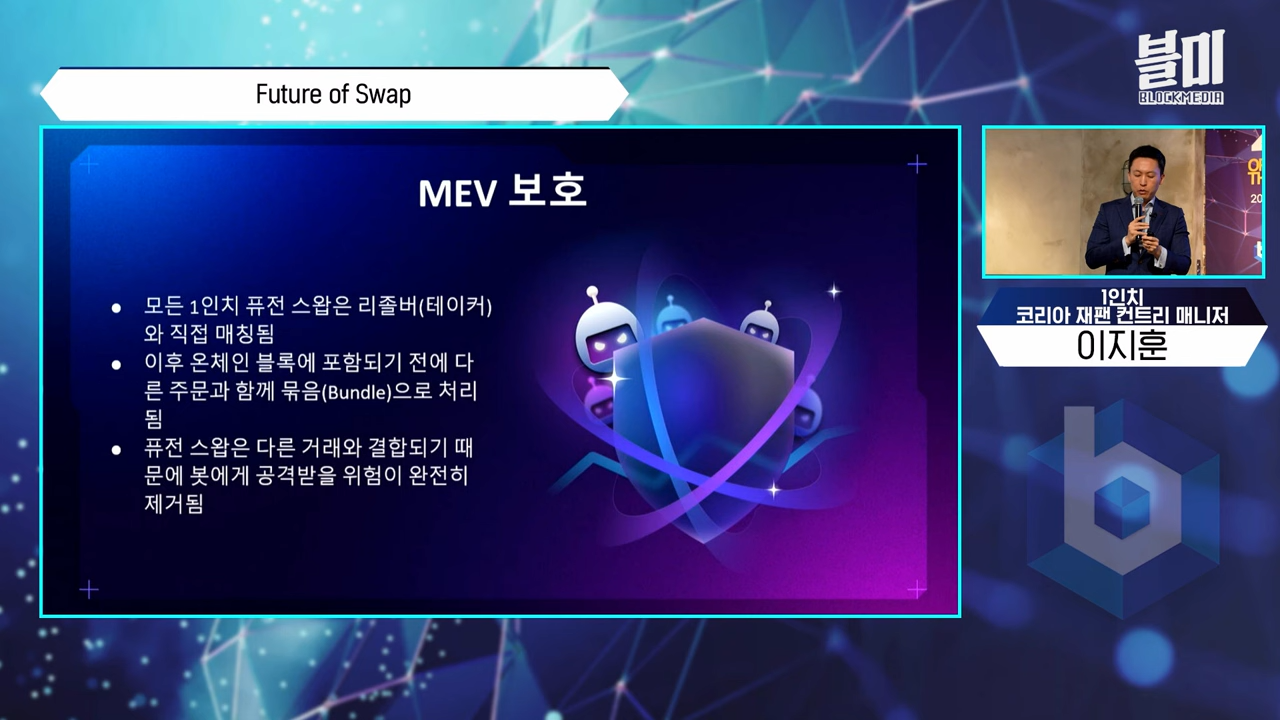 블미
BLOCKMEDIA
Future of Swap
MEV 보호
● 모든 1인치 퓨전 스왑은 리졸버(테이커)
와 직접 매칭됨
● 이후 온체인 블록에 포함되기 전에 다
른 주문과 함께 묶음(Bundle)으로 처리
됨
● 퓨전 스왑은 다른 거래와 결합되기 때
문에 봇에게 공격받을 위험이 완전히
제거됨
20
1인치
코리아 재팬 컨트리 매니저
이지훈